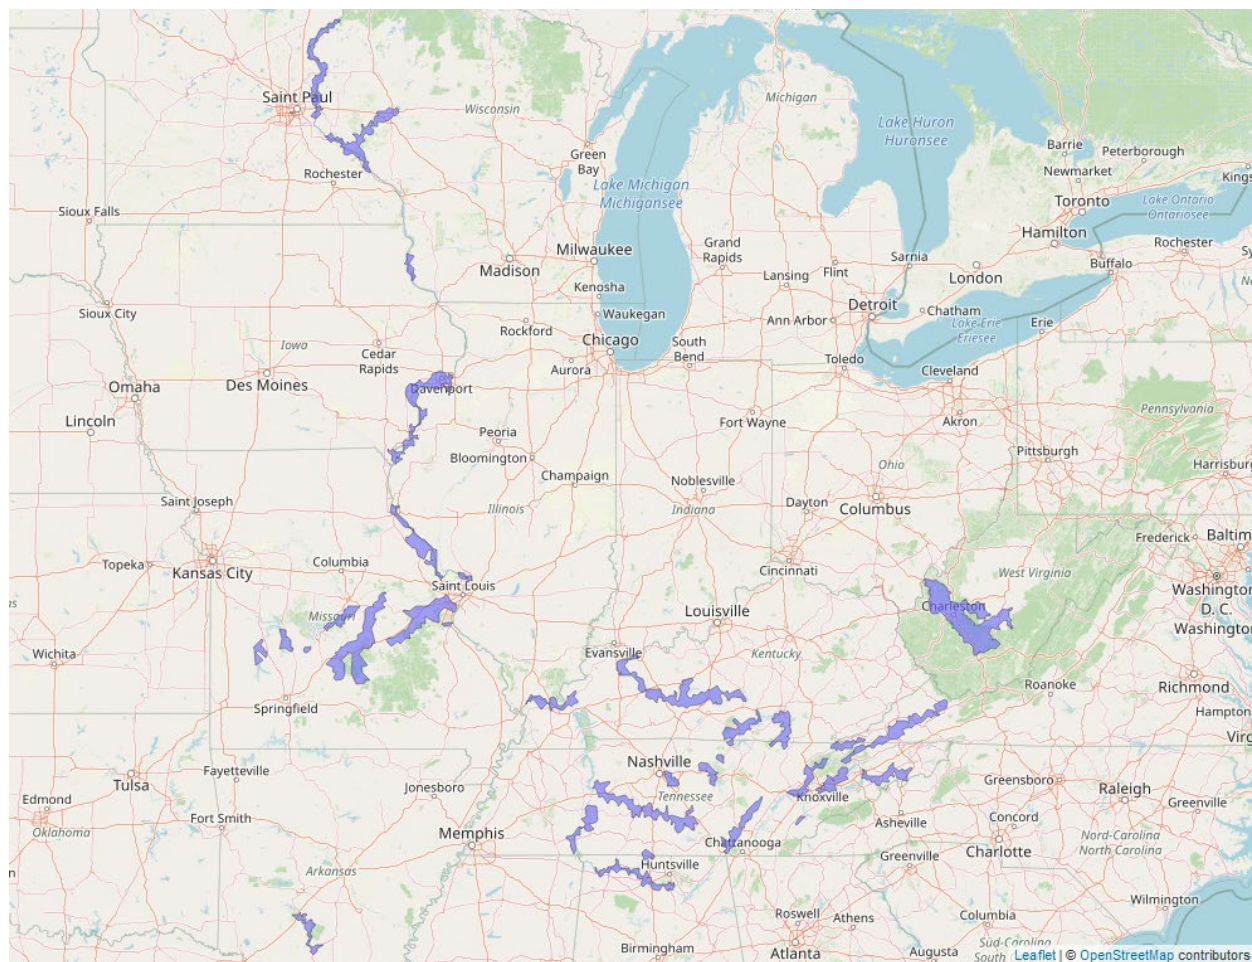 Saint Paul
Wisconsin
Michigan
Lake Huron
Huronsee
Barrie
Peterborough
Green
Bay
Newmarket
Rochester
Lake Michigan
Michigansee
Kings
Toronto
Lake Ontario
Ontariosee
Sioux Falls
Hamilton
Milwaukee
Grand
Rapids
Rochester
Madison
Lansing
Flint
Sarnia
London
Buffalo
Kenosha
Sioux City
Waukegan
Detroit
Chatham
Rockford
Ann Arbor
Lake Erie
Eriesee
Erie
Iowa
Cedar
Rapids
Chicago
South
Bend
Aurora
Toledo
Cleveland
Omaha
Des Moines
Davenport
Lincoln
Fort Wayne
Akron
Pennsylvania
Peoria
Bloomington
Pittsburgh
Champaign
Noblesville
Ohio
Harrisburg
Saint Joseph
Illinois
Indiana
Dayton
Columbus
Frederick
Baltim
Topeka
Kansas City
Columbia
Cincinnati
West Virginia
as
Saint Louis
Washington
D. C.
Washington
Missouri
Louisville
Charleston
Wichita
Evansville
Kentucky
Roanoke
Richmond
Springfield
Hampton
Virg
Nashville
Tulsa
Fayetteville
Jonesboro
Tennessee
Knoxville
Greensboro
Raleigh
Greenville
Edmond
Oklahoma
Fort Smith
Memphis
Chattanooga
Asheville
Concord
Charlotte
Nord-Carolina
North Carolina
Arkansas
Huntsville
Greenville
Wilmington
Roswell
Athens
Columbia
Birmingham
Atlanta
Augusta
Süd-Carolina
South
Leaflet | © OpenStreetMap contributors